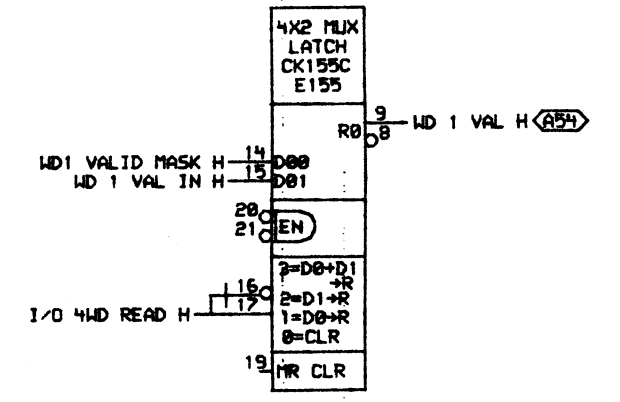 4X2 MUX
LATCH
CK155C
E155
9
WD 1 VAL H A54
R0
8
14
WD1 VALID MASK H D00
15
WD 1 VAL IN H D01
20
21 EN
3=D0+D1
→R
16
2=D1→R
17
1=D0→R
I/O 4WD READ H
0=CLR
19
MR CLR